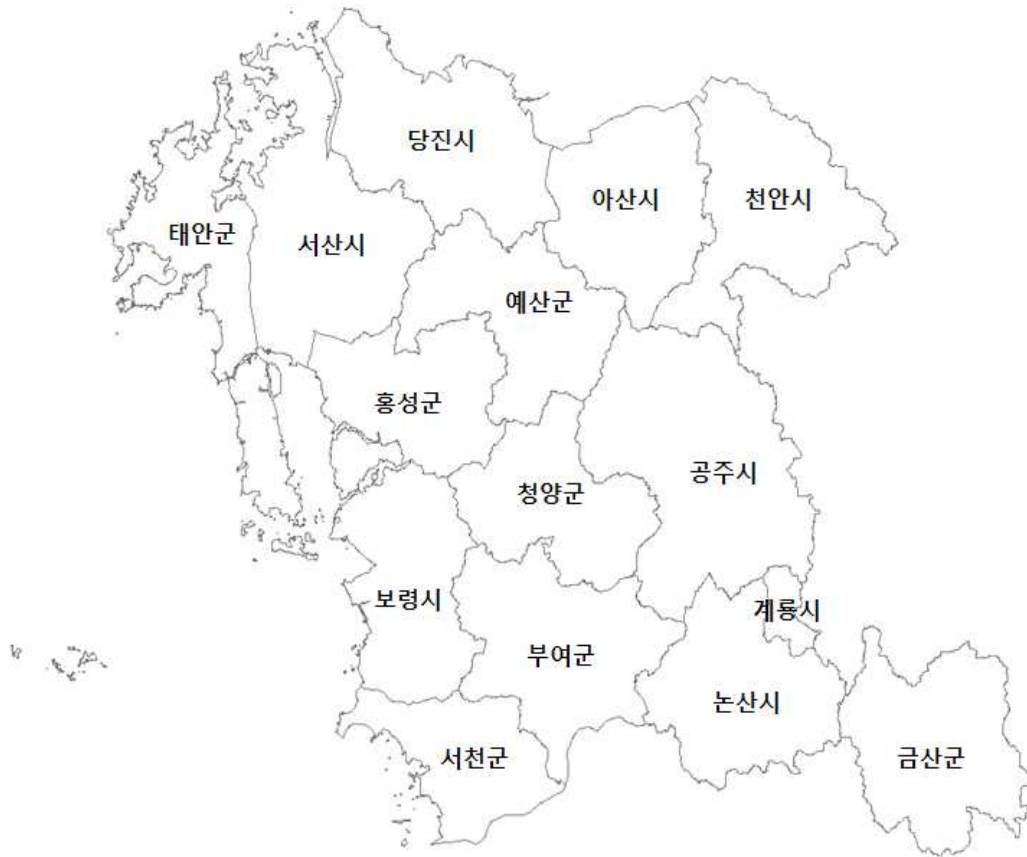 당진시
아산시
천안시
태안군
서산시
예산군
홍성군
공주시
청양군
보령시
계룡시
부여군
논산시
서천군
금산군